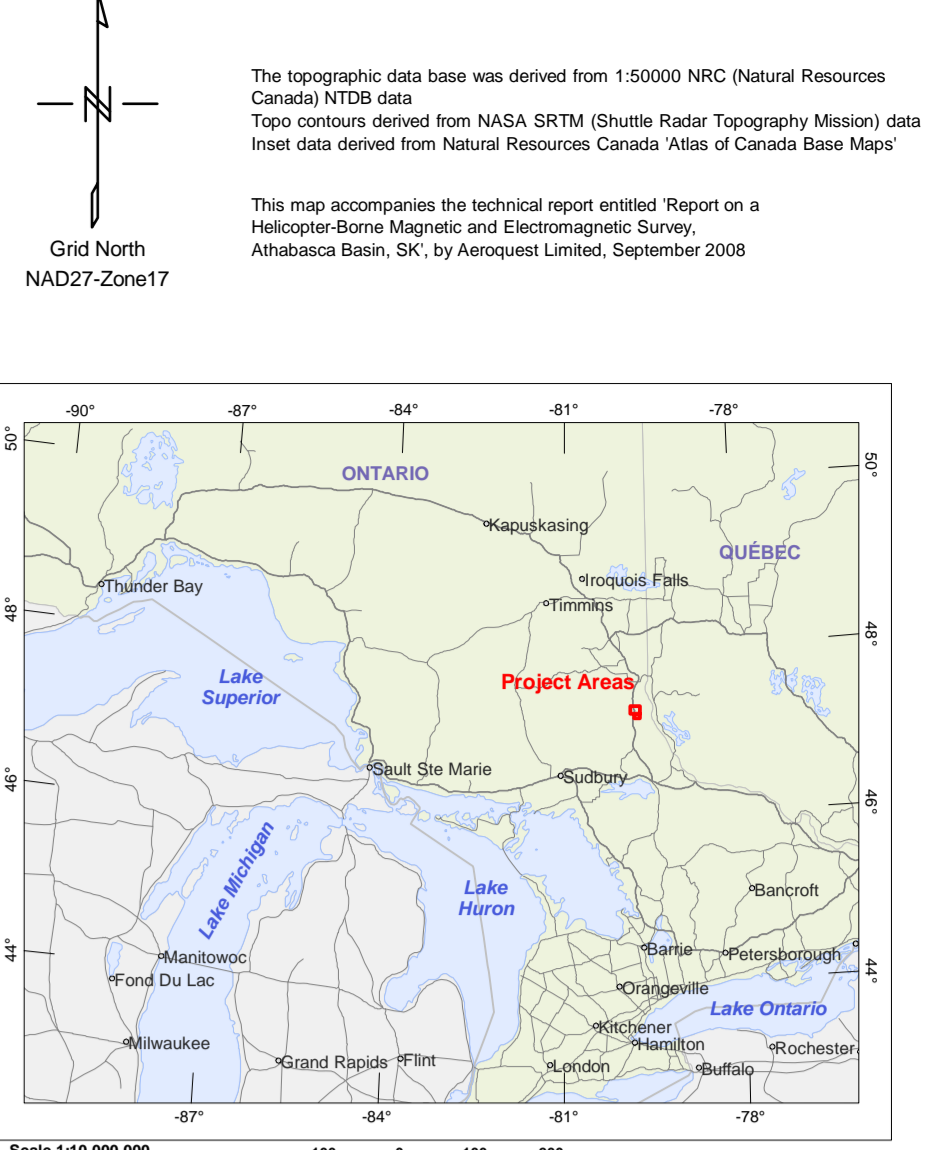 N
The topographic data base was derived from 1:50000 NRC (Natural Resources
Canada) NTDB data
Topo contours derived from NASA SRTM (Shuttle Radar Topography Mission) data
Inset data derived from Natural Resources Canada 'Atlas of Canada Base Maps'
This map accompanies the technical report entitled 'Report on a
Helicopter-Borne Magnetic and Electromagnetic Survey,
Athabasca Basin, SK', by Aeroquest Limited, September 2008
Grid North
NAD27-Zone17
-90° -87° -84° -81° -78°
50°
50°
ONTARIO
Kapuskasing
QUÉBEC
Iroquois Falls
Thunder Bay
Timmins
48°
48°
Lake
Superior
Project Areas
Sault Ste Marie
Sudbury
46°
46°
Lake Michigan
Lake
Huron
Bancroft
Barrie
Petersborough
44°
44°
Manitowoc
Fond Du Lac
Orangeville
Lake Ontario
Kitchener
Milwaukee
Hamilton
Rochester
Grand Rapids
Flint
London
Buffalo
-87° -84° -81° -78°
Scale 1:10,000,000